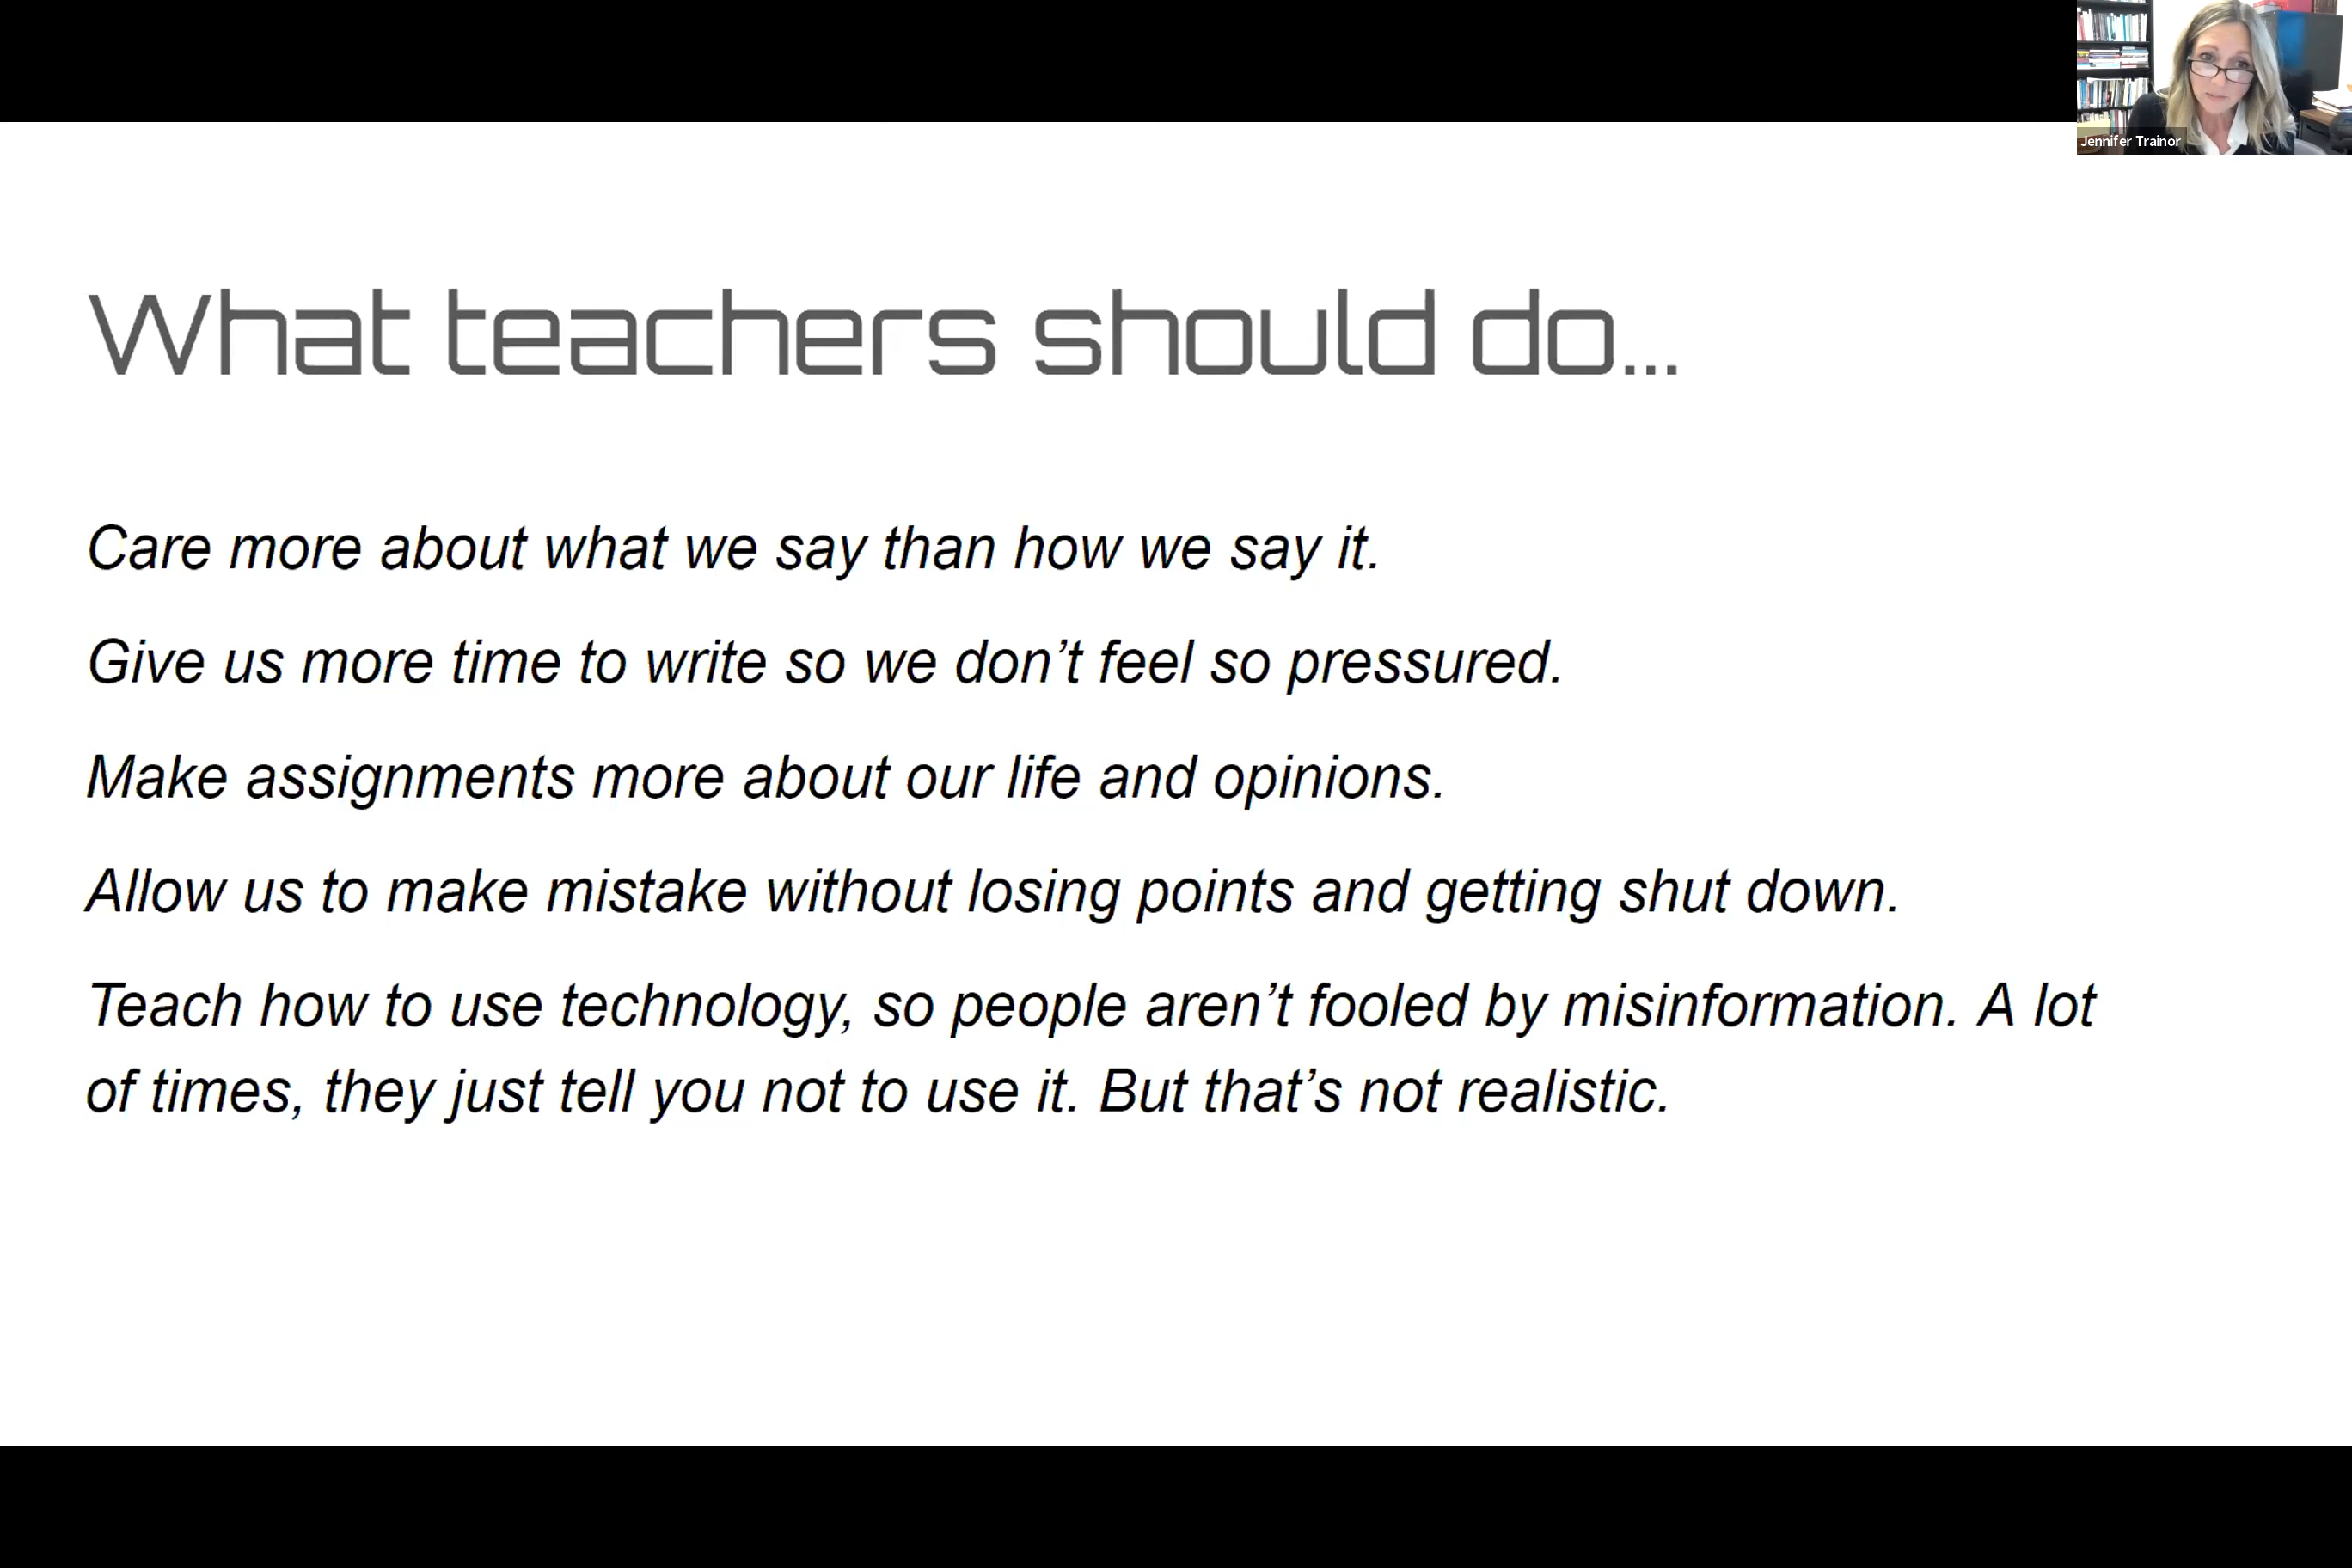 Jennifer Trainor
What teachers should do...
Care more about what we say than how we say it.
Give us more time to write so we don’t feel so pressured.
Make assignments more about our life and opinions.
Allow us to make mistake without losing points and getting shut down.
Teach how to use technology, so people aren’t fooled by misinformation. A lot
of times, they just tell you not to use it. But that’s not realistic.